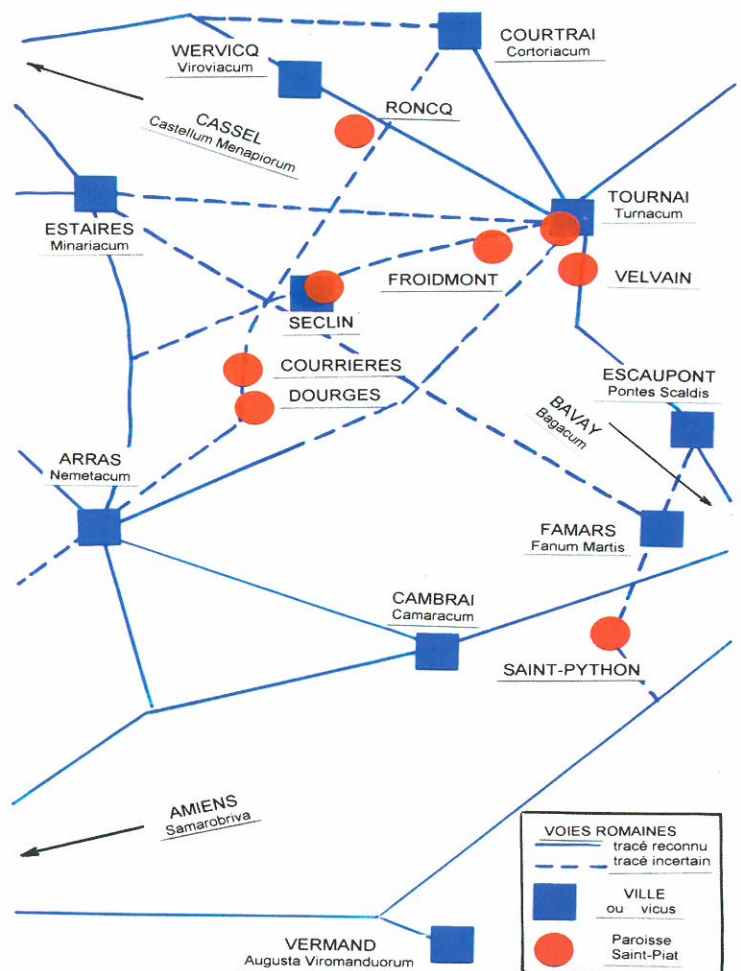 COURTRAI
Cortoriacum
WERVICQ
Viroviacum
RONCQ
CASSEL
Castellum Menapiorum
TOURNAI
Turnacum
ESTAIRES
Minariacum
FROIDMONT
VELVAIN
SECLIN
COURRIERES
DOURGES
ESCAUPONT
Pontes Scaldis
BAVAY
Bagacum
ARRAS
Nemetacum
FAMARS
Fanum Martis
CAMBRAI
Camaracum
SAINT-PYTHON
AMIENS
Samarobriva
VERMAND
Augusta Viromanduorum
VOIES ROMAINES
tracé reconnu
tracé incertain
VILLE
ou vicus
Paroisse
Saint-Piat